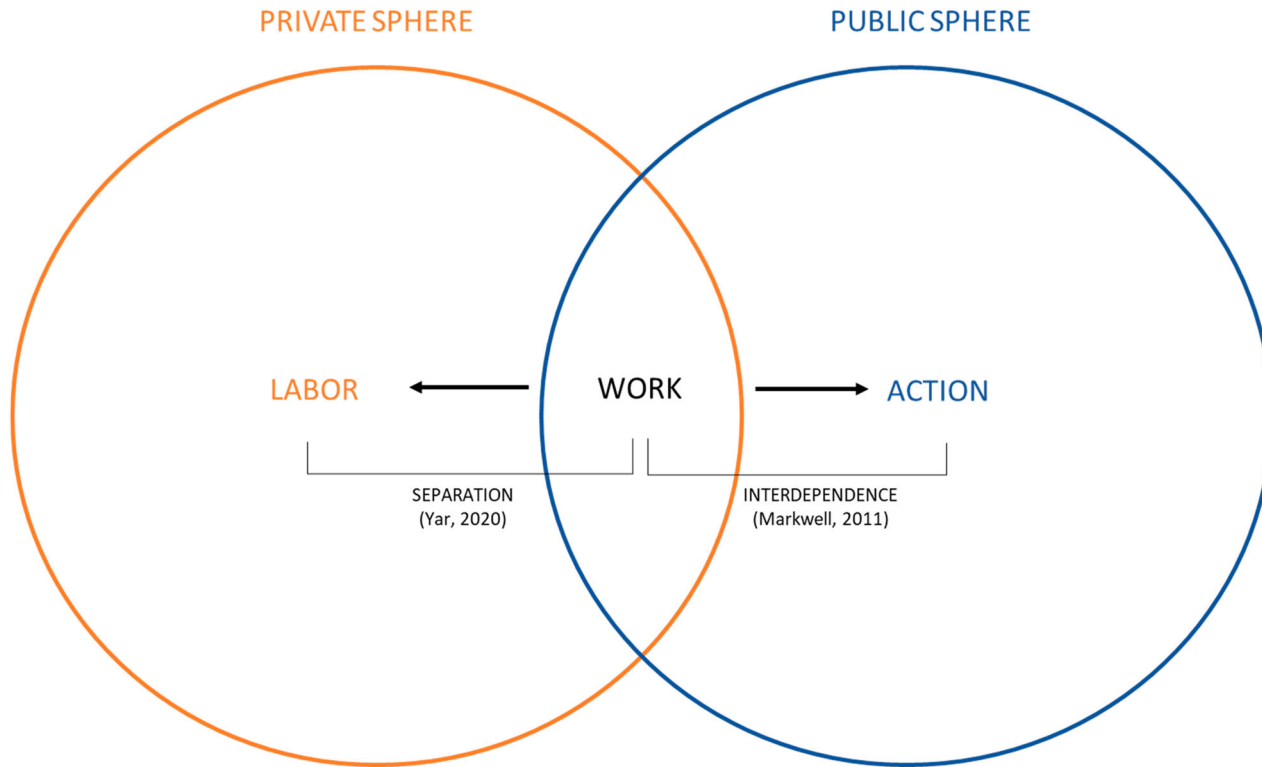 PRIVATE SPHERE
PUBLIC SPHERE
LABOR
WORK
ACTION
SEPARATION
(Yar, 2020)
INTERDEPENDENCE
(Markwell, 2011)